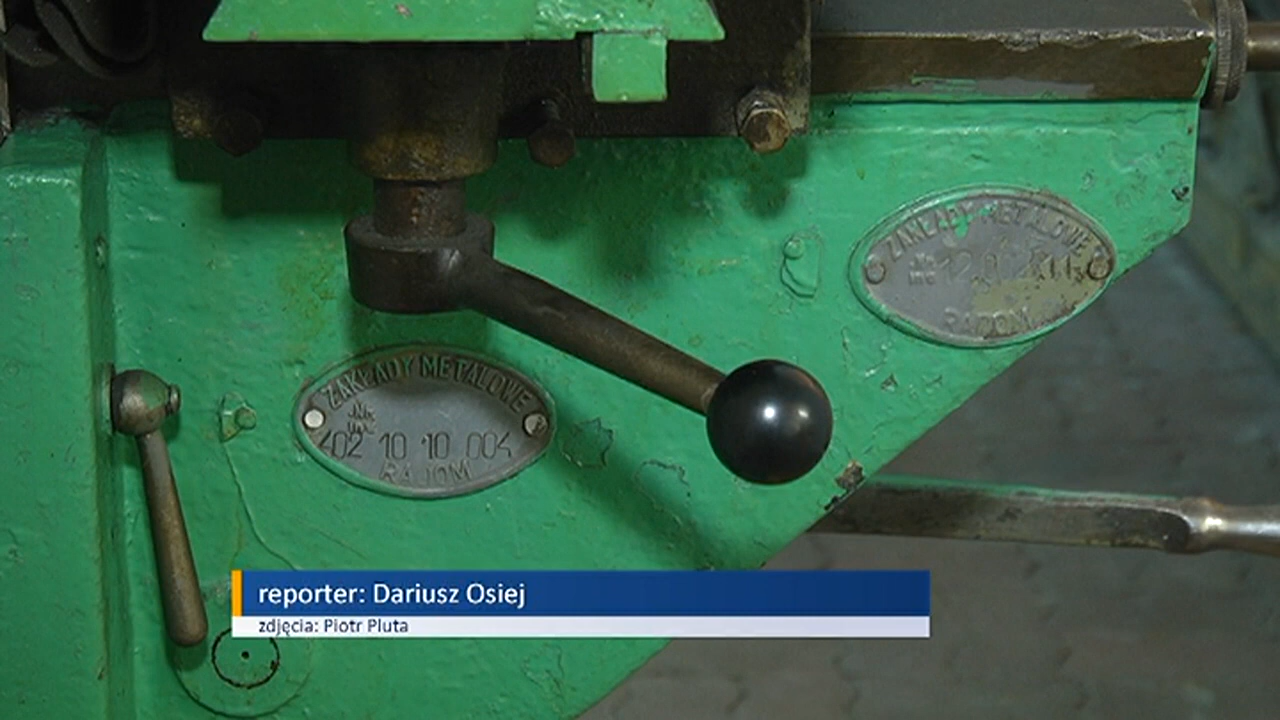 ZAKŁADY METALOWE
RADOM
ZAKŁADY METALOWE
402 10 10 004
RADOM
reporter: Dariusz Osiej
zdjęcia: Piotr Pluta